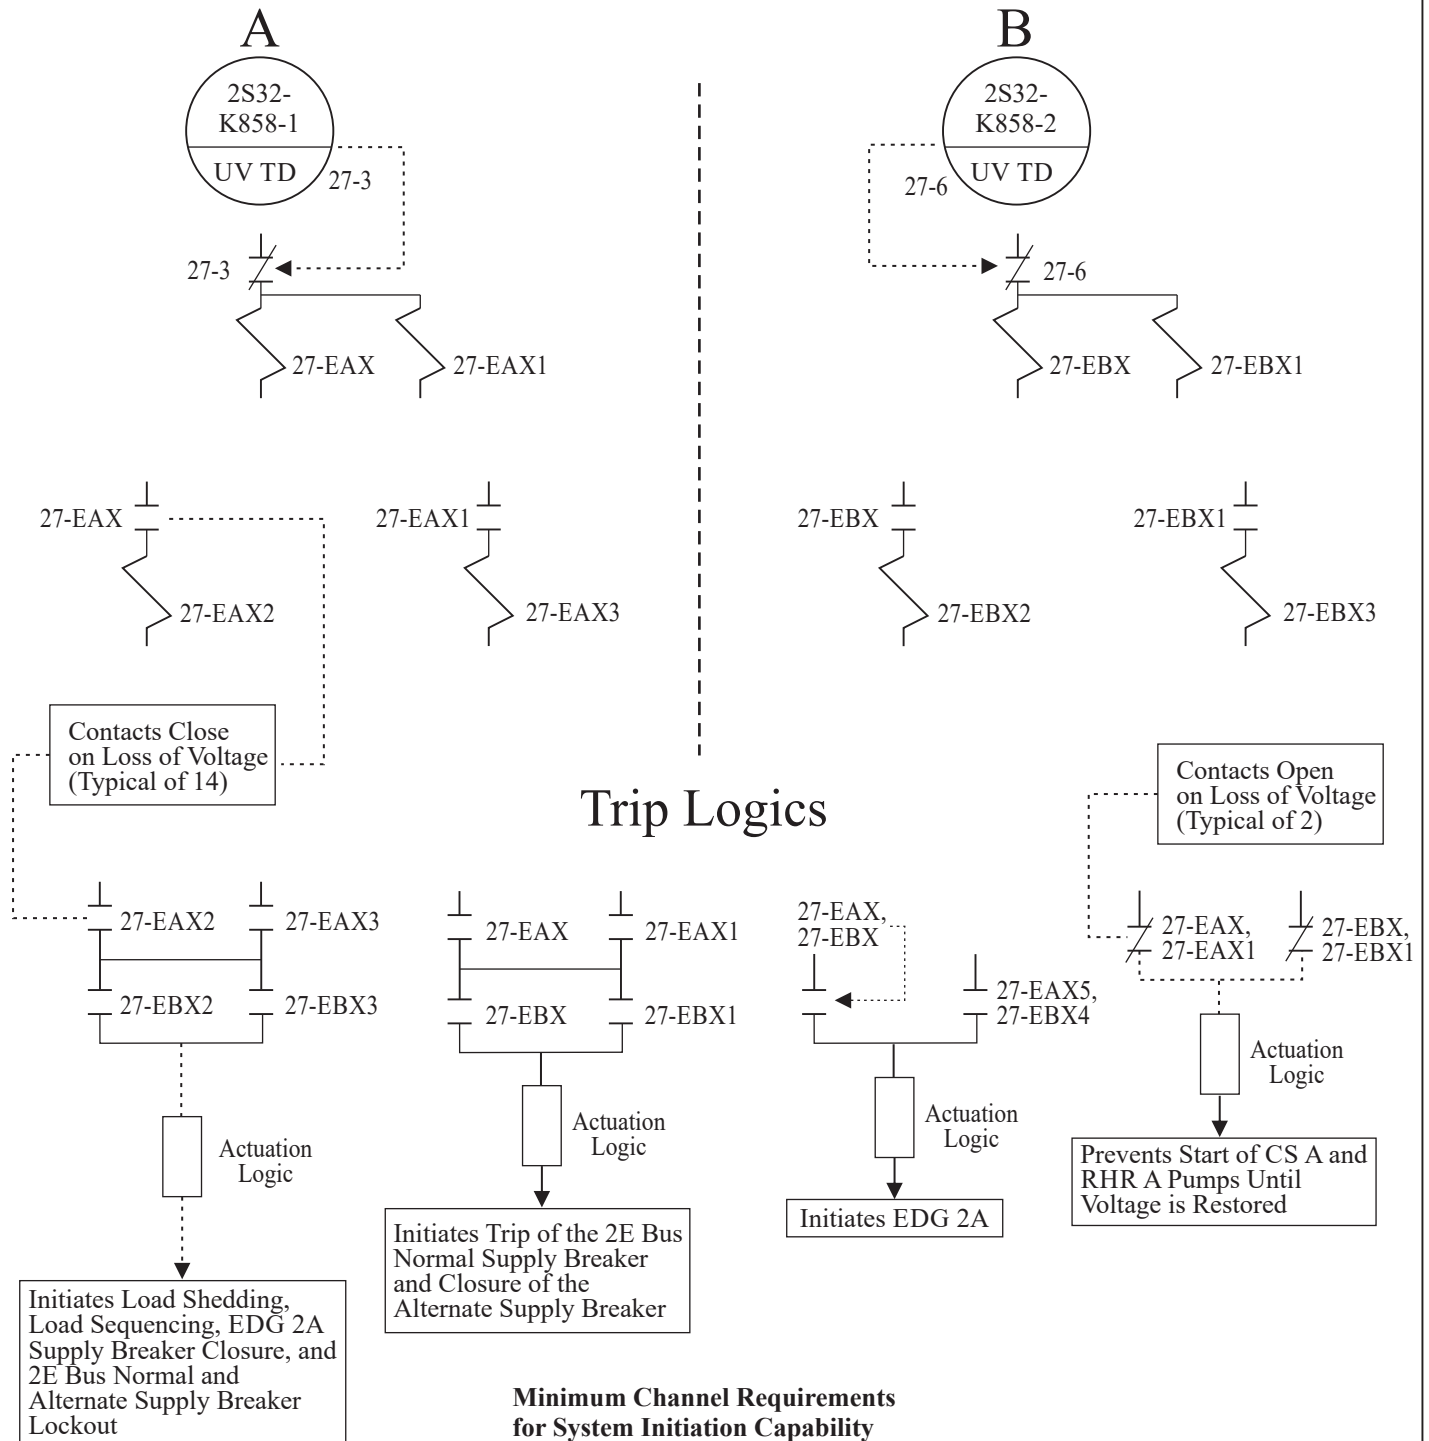 A
B
2S32-
K858-1
UV TD
27-3
27-3
27-EAX
27-EAX1
2S32-
K858-2
UV TD
27-6
27-6
27-EBX
27-EBX1
27-EAX
27-EAX2
27-EAX1
27-EAX3
27-EBX
27-EBX2
27-EBX1
27-EBX3
Contacts Close
on Loss of Voltage
(Typical of 14)
Trip Logics
Contacts Open
on Loss of Voltage
(Typical of 2)
27-EAX2
27-EAX3
27-EBX2
27-EBX3
Actuation
Logic
Initiates Load Shedding,
Load Sequencing, EDG 2A
Supply Breaker Closure, and
2E Bus Normal and
Alternate Supply Breaker
Lockout
27-EAX
27-EAX1
27-EBX
27-EBX1
Actuation
Logic
Initiates Trip of the 2E Bus
Normal Supply Breaker
and Closure of the
Alternate Supply Breaker
27-EAX,
27-EBX
27-EAX5,
27-EBX4
Actuation
Logic
Initiates EDG 2A
27-EAX,
27-EAX1
27-EBX,
27-EBX1
Actuation
Logic
Prevents Start of CS A and
RHR A Pumps Until
Voltage is Restored
Minimum Channel Requirements
for System Initiation Capability